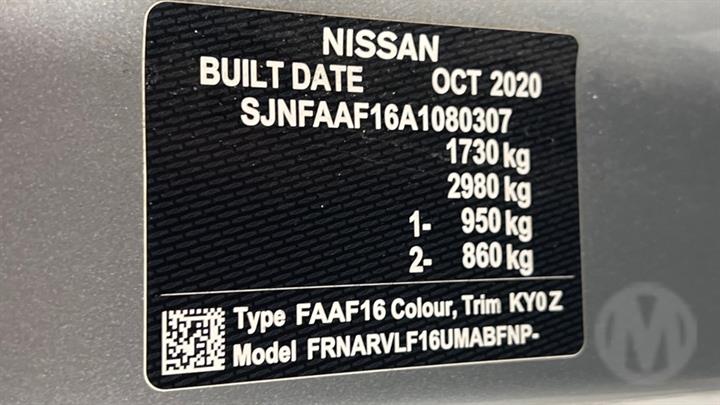 NISSAN
BUILT DATE OCT 2020
SJNFAAF16A1080307
1730 kg
2980 kg
1- 950 kg
2- 860 kg
Type FAAF16 Colour, Trim KY0 Z
Model FRNARVLF16UMABFNP-
M